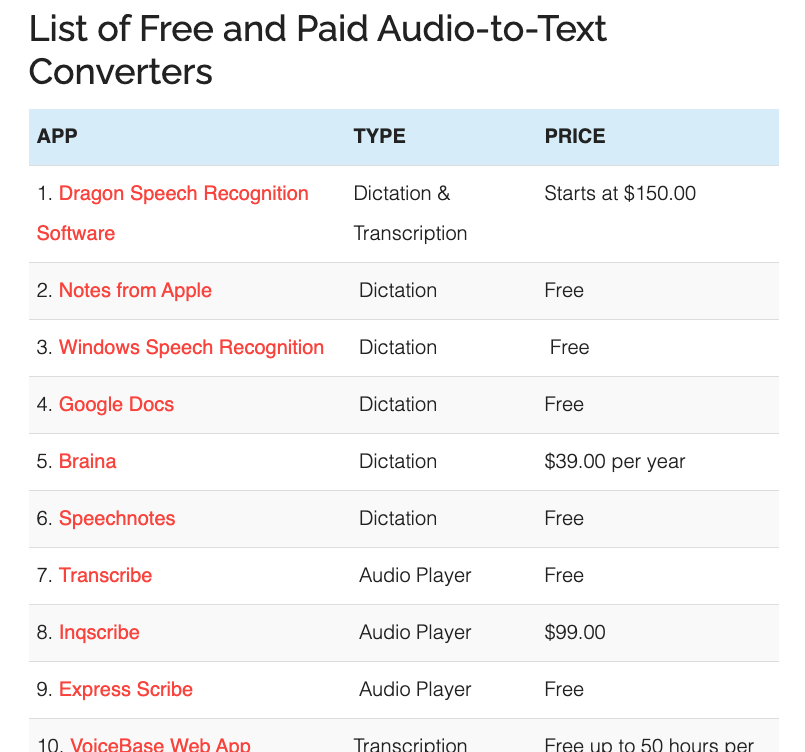 List of Free and Paid Audio-to-Text
Converters
APP TYPE PRICE
1. Dragon Speech Recognition Dictation & Starts at $150.00
Software Transcription
2. Notes from Apple Dictation Free
3. Windows Speech Recognition Dictation Free
4. Google Docs Dictation Free
5. Braina Dictation $39.00 per year
6. Speechnotes Dictation Free
7. Transcribe Audio Player Free
8. Inqscribe Audio Player $99.00
9. Express Scribe Audio Player Free
10. VoiceBase Web App Transcription Free up to 50 hours per